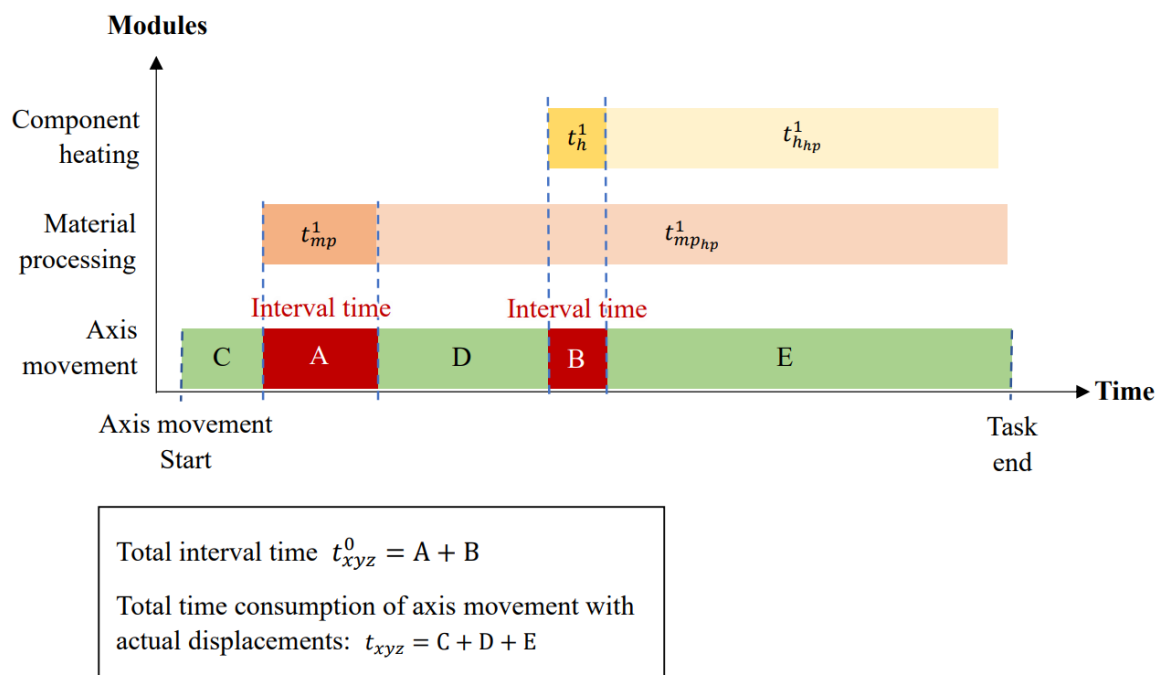 Modules
Component
heating
t_h^1
t_{h_{hp}}^1
Material
processing
t_{mp}^1
t_{mp_{hp}}^1
Interval time
Interval time
Axis
movement
C
A
D
B
E
Time
Axis movement
Start
Task
end
Total interval time t_{xyz}^0 = A + B
Total time consumption of axis movement with
actual displacements: t_{xyz} = C + D + E